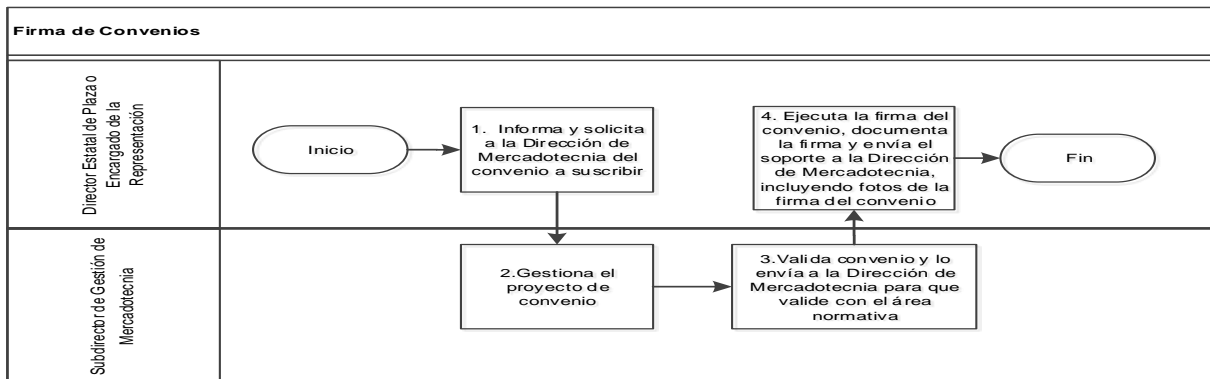 Firma de Convenios
Director Estatal de Plaza o
Encargado de la
Representación
Inicio
1. Informa y solicita
a la Dirección de
Mercadotecnia del
convenio a suscribir
4. Ejecuta la firma del
convenio, documenta
la firma y envía el
soporte a la Dirección
de Mercadotecnia,
incluyendo fotos de la
firma del convenio
Fin
Subdirector de Gestión de
Mercadotecnia
2.Gestiona el
proyecto de
convenio
3.Valida convenio y lo
envía a la Dirección de
Mercadotecnia para que
valide con el área
normativa